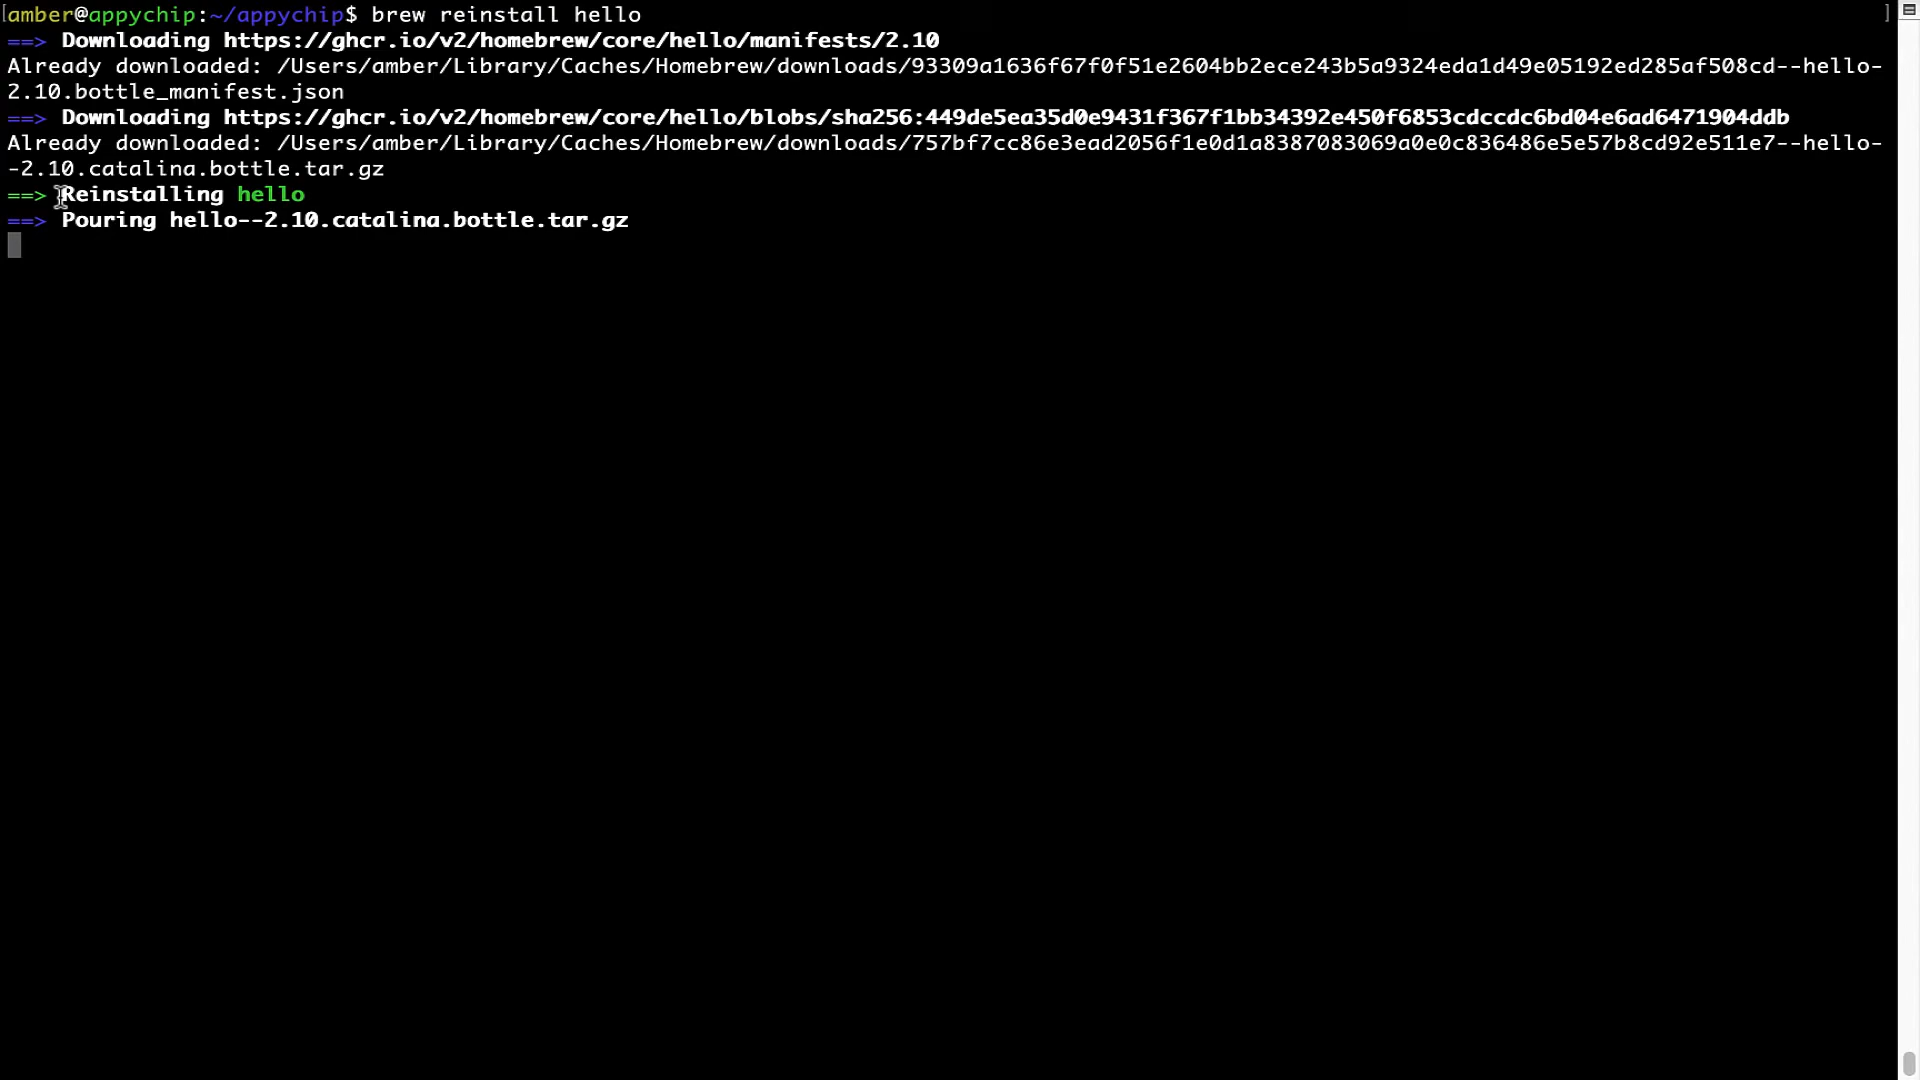 [amber@appychip:~/appychip$ brew reinstall hello ]
==> Downloading https://ghcr.io/v2/homebrew/core/hello/manifests/2.10
Already downloaded: /Users/amber/Library/Caches/Homebrew/downloads/93309a1636f67f0f51e2604bb2ece243b5a9324eda1d49e05192ed285af508cd--hello-
2.10.bottle_manifest.json
==> Downloading https://ghcr.io/v2/homebrew/core/hello/blobs/sha256:449de5ea35d0e9431f367f1bb34392e450f6853cdccdc6bd04e6ad6471904ddb
Already downloaded: /Users/amber/Library/Caches/Homebrew/downloads/757bf7cc86e3ead2056f1e0d1a8387083069a0e0c836486e5e57b8cd92e511e7--hello-
-2.10.catalina.bottle.tar.gz
==> Reinstalling hello
==> Pouring hello--2.10.catalina.bottle.tar.gz